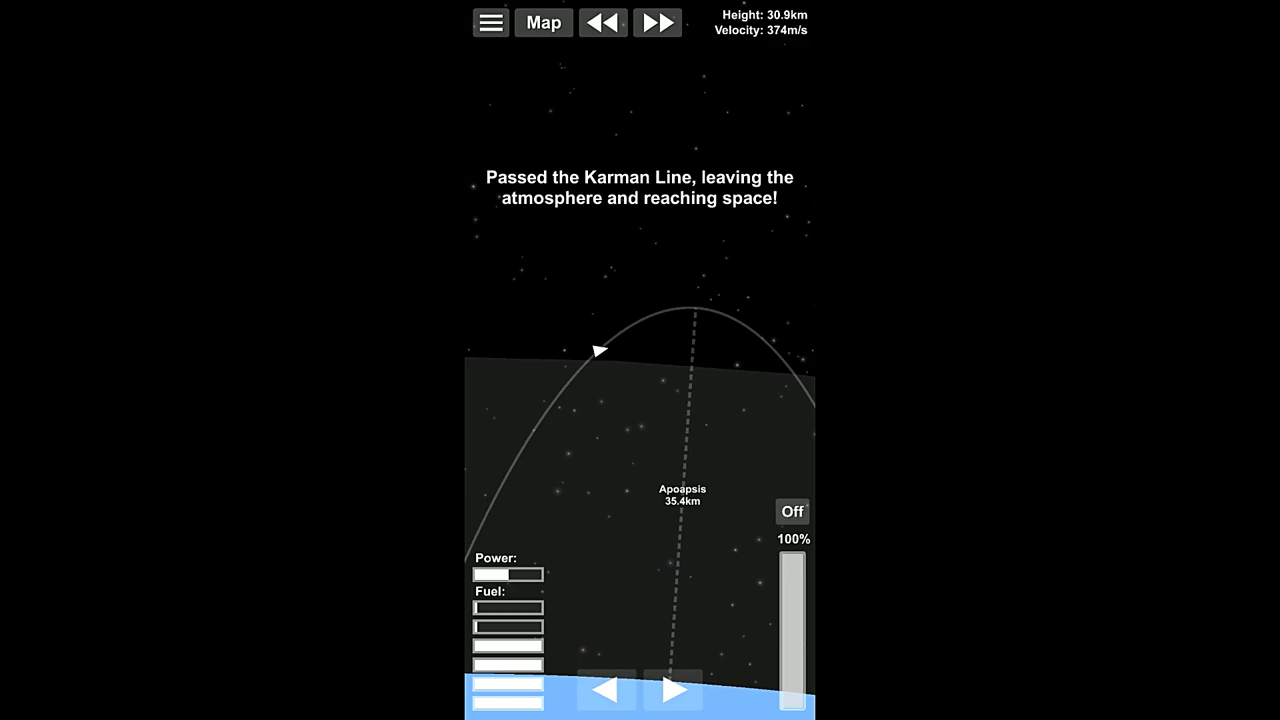 Map
Height: 30.9km
Velocity: 374m/s
Passed the Karman Line, leaving the
atmosphere and reaching space!
Apoapsis
35.4km
Off
100%
Power:
Fuel: